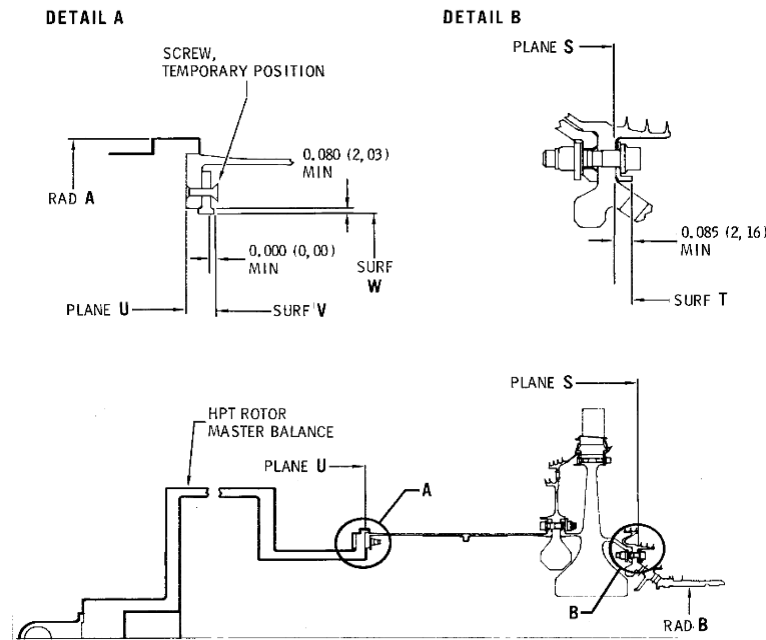 DETAIL A
SCREW,
TEMPORARY POSITION
0.080 (2,03)
MIN
RAD A
0.000 (0,00)
MIN
SURF
W
PLANE U
SURF V
DETAIL B
PLANE S
0.085 (2,16)
MIN
SURF T
HPT ROTOR
MASTER BALANCE
PLANE U
A
PLANE S
B
RAD B